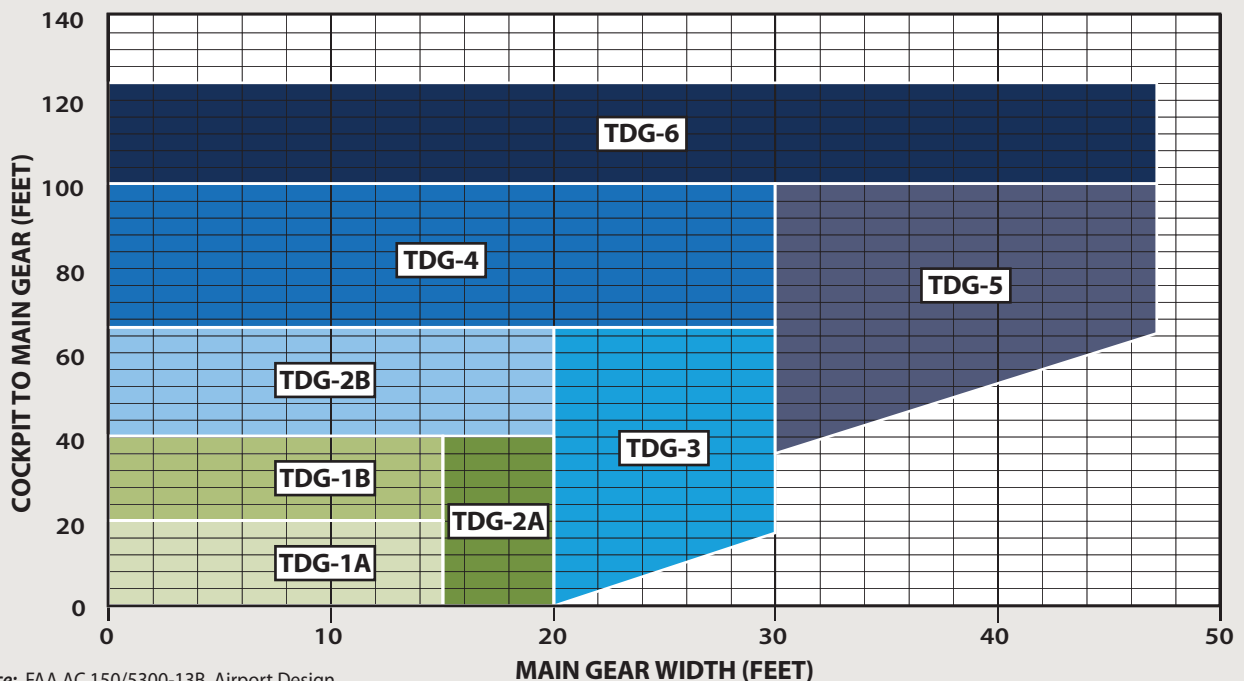 140
120
100
80
60
40
20
0
COCKPIT TO MAIN GEAR (FEET)
TDG-6
TDG-4
TDG-5
TDG-2B
TDG-3
TDG-1B
TDG-2A
TDG-1A
0 10 20 30 40 50
MAIN GEAR WIDTH (FEET)
FAA AC 150/5300-13B, Airport Design